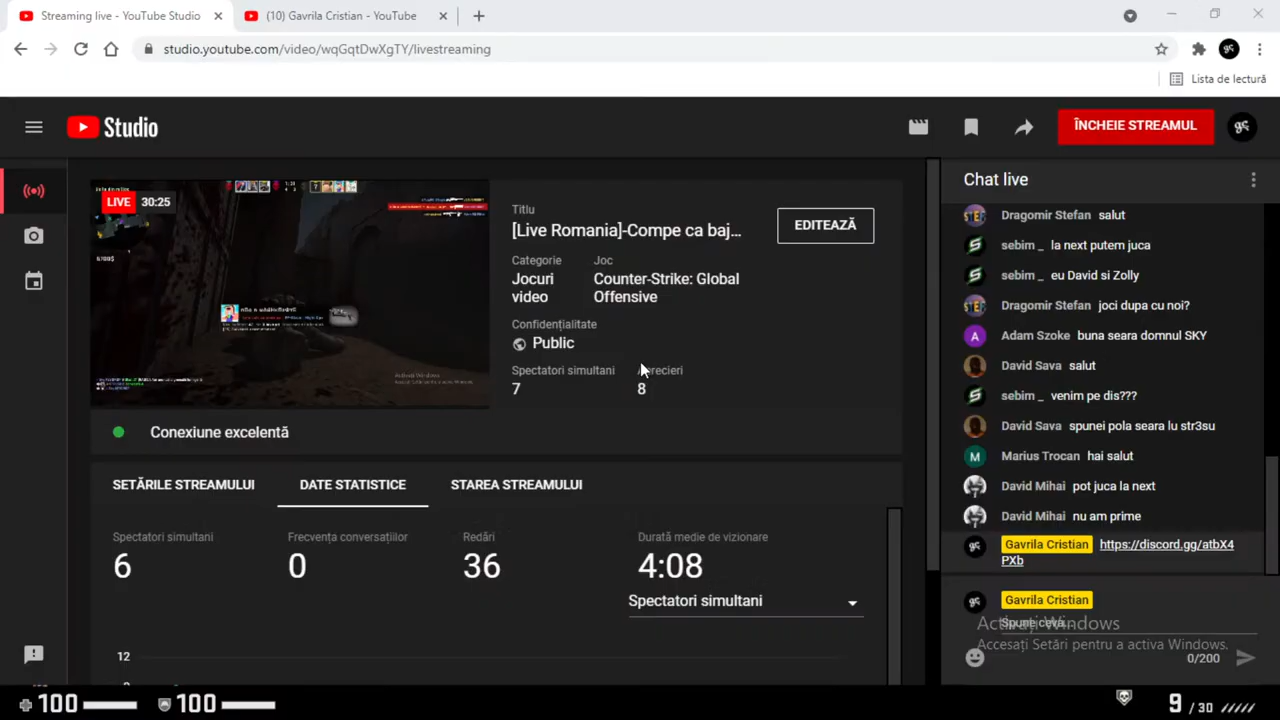 Streaming live - YouTube Studio
(10) Gavrila Cristian - YouTube
studio.youtube.com/video/wqGqtDwXgTY/livestreaming
Lista de lectură
Studio
ÎNCHEIE STREAMUL
LIVE 30:25
Titlu
[Live Romania]-Compe ca baj...
EDITEAZĂ
Categorie
Joc
Jocuri video
Counter-Strike: Global Offensive
Confidențialitate
Public
Spectatori simultani
7
8
Conexiune excelentă
SETĂRILE STREAMULUI
DATE STATISTICE
STAREA STREAMULUI
Spectatori simultani
6
Frecvența conversațiilor
0
Redări
36
Durată medie de vizionare
4:08
Spectatori simultani
12
Chat live
Dragomir Stefan salut
sebim _ la next putem juca
sebim _ eu David si Zolly
Dragomir Stefan joci dupa cu noi?
Adam Szoke buna seara domnul SKY
David Sava salut
sebim _ venim pe dis???
David Sava spunei pola seara lu str3su
Marius Trocan hai salut
David Mihai pot juca la next
David Mihai nu am prime
Gavrila Cristian https://discord.gg/atbX4
PXb
Gavrila Cristian
Spune ceva...
Activați Windows
Accesați Setări pentru a activa Windows.
0/200
100
100
9 / 30